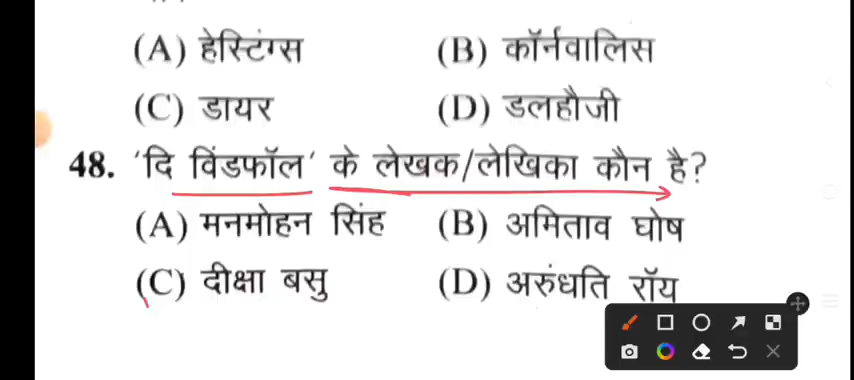 (A) हेस्टिंग्स (B) कॉर्नवालिस
(C) डायर (D) डलहौजी
48. 'दि विंडफॉल' के लेखक/लेखिका कौन है?
(A) मनमोहन सिंह (B) अमिताव घोष
(C) दीक्षा बसु (D) अरुंधति रॉय